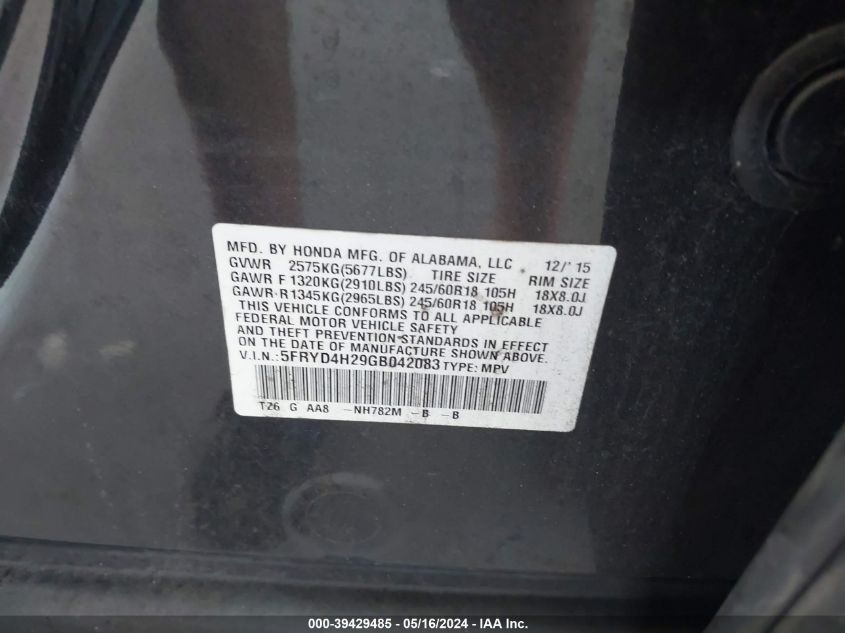 MFD. BY HONDA MFG. OF ALABAMA, LLC 12/'15
GVWR 2575KG(5677LBS) TIRE SIZE RIM SIZE
GAWR F 1320KG(2910LBS) 245/60R18 105H 18X8.0J
GAWR R1345KG(2965LBS) 245/60R18 105H 18X8.0J
THIS VEHICLE CONFORMS TO ALL APPLICABLE
FEDERAL MOTOR VEHICLE SAFETY
AND THEFT PREVENTION STANDARDS IN EFFECT
ON THE DATE OF MANUFACTURE SHOWN ABOVE.
V.I.N.: 5FRYD4H29GB042083 TYPE: MPV
TZ6 G AA8 -NH782M -B -B
000-39429485 - 05/16/2024 - IAA Inc.